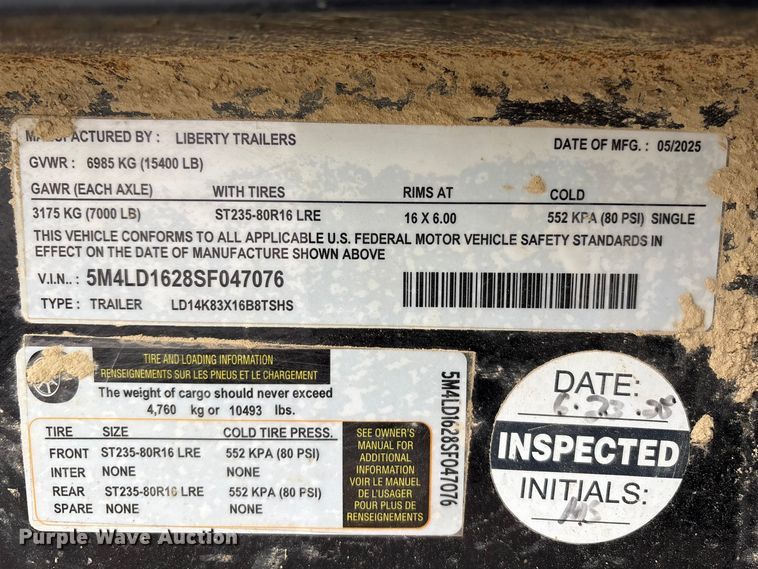 MANUFACTURED BY : LIBERTY TRAILERS DATE OF MFG. : 05/2025
GVWR : 6985 KG (15400 LB)
GAWR (EACH AXLE) WITH TIRES RIMS AT COLD
3175 KG (7000 LB) ST235-80R16 LRE 16 X 6.00 552 KPA (80 PSI) SINGLE
THIS VEHICLE CONFORMS TO ALL APPLICABLE U.S. FEDERAL MOTOR VEHICLE SAFETY STANDARDS IN
EFFECT ON THE DATE OF MANUFACTURE SHOWN ABOVE
V.I.N.. : 5M4LD1628SF047076
TYPE : TRAILER LD14K83X16B8TSHS
TIRE AND LOADING INFORMATION
RENSEIGNEMENTS SUR LES PNEUS ET LE CHARGEMENT
The weight of cargo should never exceed
4,760 kg or 10493 lbs.
TIRE SIZE COLD TIRE PRESS.
FRONT ST235-80R16 LRE 552 KPA (80 PSI)
INTER NONE NONE
REAR ST235-80R16 LRE 552 KPA (80 PSI)
SPARE NONE NONE
SEE OWNER'S
MANUAL FOR
ADDITIONAL
INFORMATION
VOIR LE MANUEL
DE L'USAGER
POUR PLUS DE
RENSEIGNEMENTS
5M4LD1628SF047076
DATE:
6-23-25
INSPECTED
INITIALS:
Purple Wave Auction